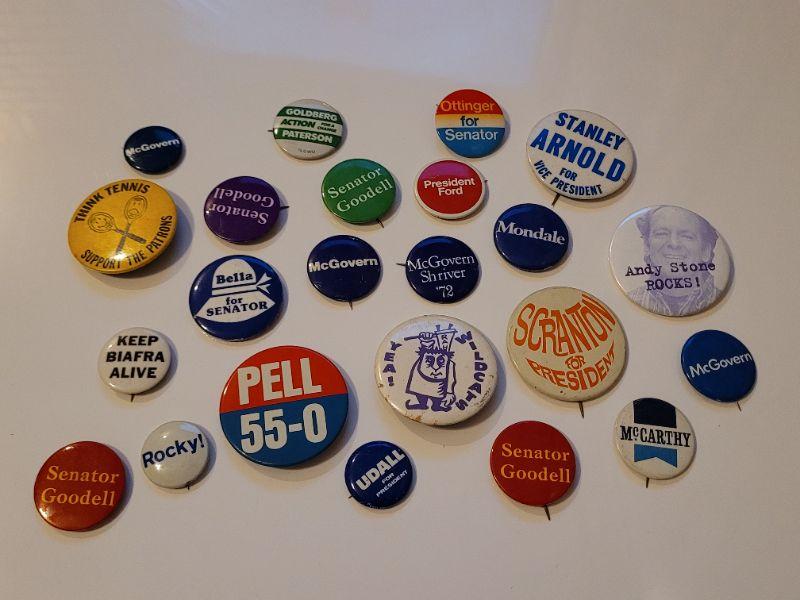 GOLDBERG
ACTION FOR A CHANGE
PATERSON
Ottinger
for
Senator
STANLEY
ARNOLD
FOR
VICE PRESIDENT
McGovern
THINK TENNIS
SUPPORT THE PATRONS
Senator
Goodell
Senator
Goodell
President
Ford
Mondale
McGovern
McGovern
Shriver
'72
Andy Stone
ROCKS!
Bella
for
SENATOR
KEEP
BIAFRA
ALIVE
PELL
55-0
YEA!
WILDCATS
SCRANTON
FOR
PRESIDENT
McGovern
McCARTHY
Senator
Goodell
Rocky!
UDALL
FOR
PRESIDENT
Senator
Goodell